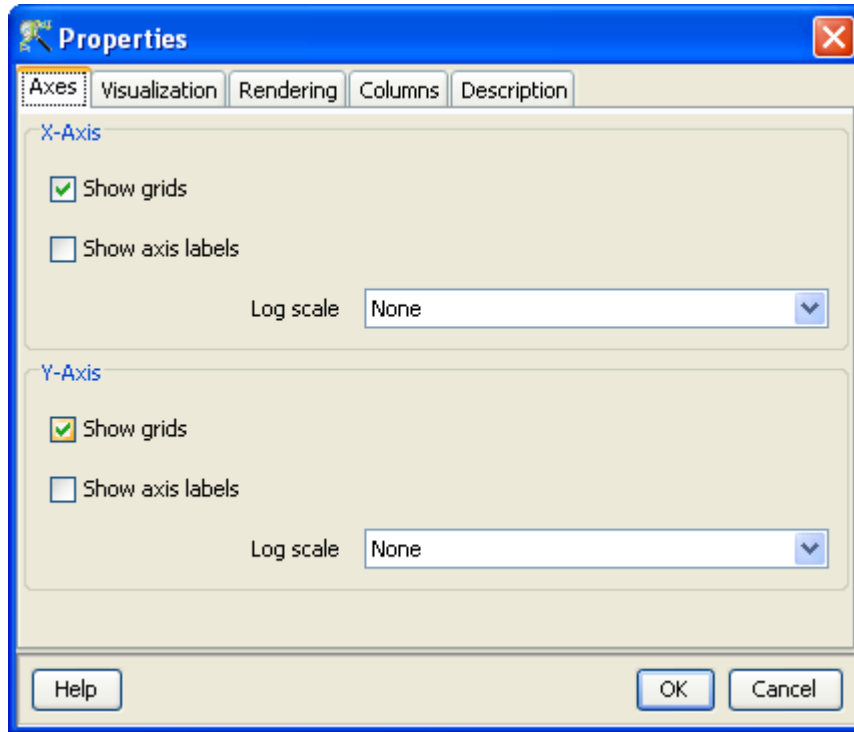 Properties
Axes Visualization Rendering Columns Description
X-Axis
Show grids
Show axis labels
Log scale None
Y-Axis
Show grids
Show axis labels
Log scale None
Help OK Cancel